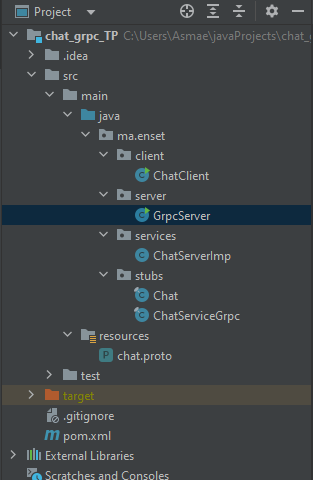 Project
chat_grpc_TP C:\Users\Asmae\javaProjects\chat_g
.idea
src
main
java
ma.enset
client
ChatClient
server
GrpcServer
services
ChatServerImp
stubs
Chat
ChatServiceGrpc
resources
chat.proto
test
target
.gitignore
pom.xml
External Libraries
Scratches and Consoles